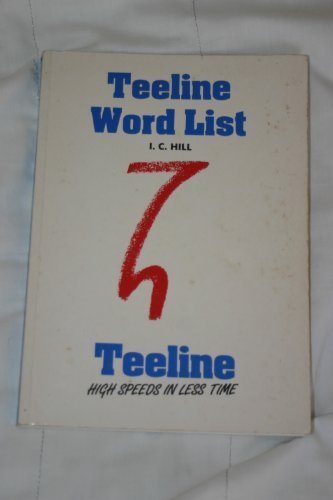 Teeline
Word List
I. C. HILL
Teeline
HIGH SPEEDS IN LESS TIME